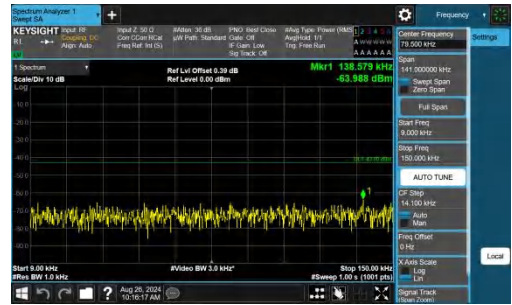 Spectrum Analyzer 1
Swept SA
Frequency
KEYSIGHT
Input: RF
Coupling: DC
Align: Auto
Input Z: 50 Ω
Corr CCorr RCal
Freq Ref: Int (S)
#Atten: 30 dB
µW Path: Standard
PNO: Best Close
Gate: Off
IF Gain: Low
Sig Track: Off
#Avg Type: Power (RMS)
Avg|Hold: 1/1
Trig: Free Run
1 2 3 4 5 6
A W W W W W
A A A A A A
1 Spectrum
Scale/Div 10 dB
Log
Ref Lvl Offset 0.39 dB
Ref Level 0.00 dBm
Mkr1 138.579 kHz
-63.988 dBm
-10.0
-20.0
-30.0
-40.0
-50.0
-60.0
-80.0
-90.0
1
Start 9.00 kHz
#Res BW 1.0 kHz
#Video BW 3.0 kHz*
Stop 150.00 kHz
#Sweep 1.00 s (1001 pts)
Aug 26, 2024
10:16:17 AM
Center Frequency
79.500 kHz
Settings
Span
141.000000 kHz
Swept Span
Zero Span
Full Span
Start Freq
9.000 kHz
Stop Freq
150.000 kHz
AUTO TUNE
CF Step
14.100 kHz
Auto
Man
Freq Offset
0 Hz
X Axis Scale
Log
Lin
Local
Signal Track
(Span Zoom)